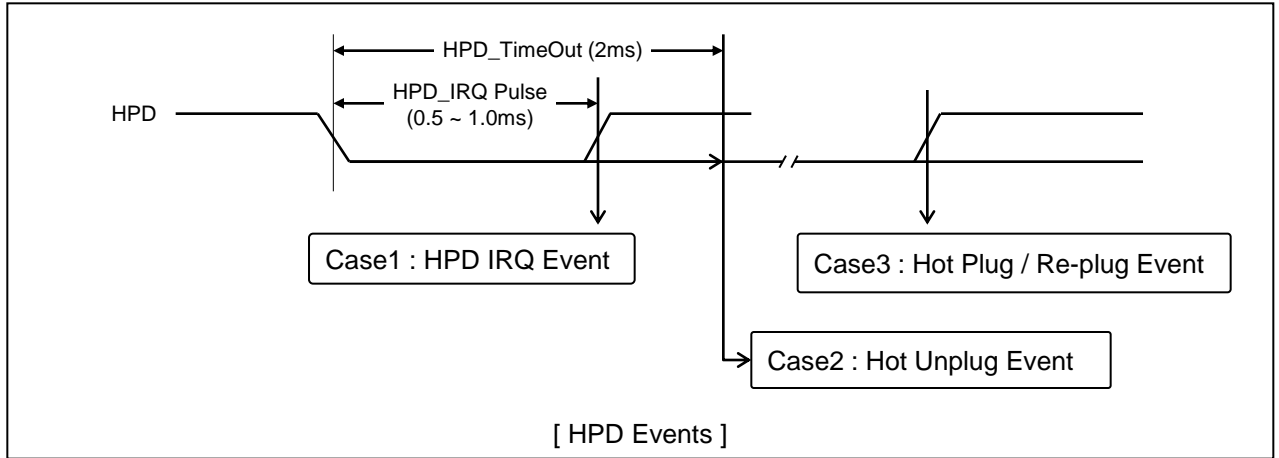 HPD_TimeOut (2ms)
HPD_IRQ Pulse
(0.5 ~ 1.0ms)
HPD
Case1 : HPD IRQ Event
Case3 : Hot Plug / Re-plug Event
Case2 : Hot Unplug Event
[ HPD Events ]